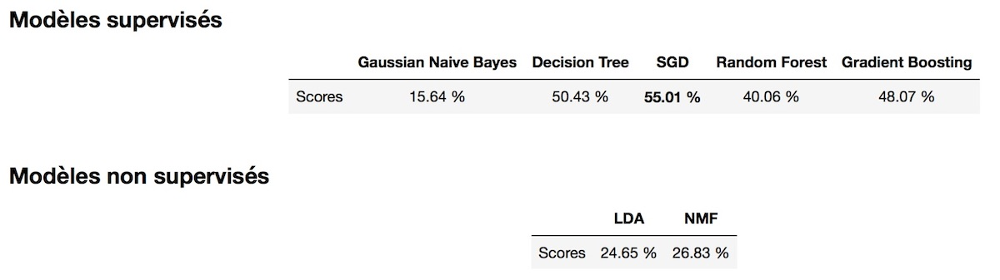 Modèles supervisés
Gaussian Naive Bayes Decision Tree SGD Random Forest Gradient Boosting
Scores 15.64 % 50.43 % 55.01 % 40.06 % 48.07 %
Modèles non supervisés
LDA NMF
Scores 24.65 % 26.83 %